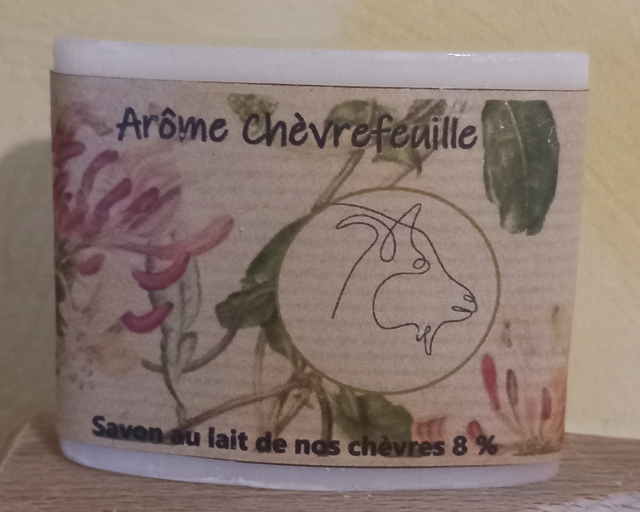 Arôme Chèvrefeuille
Savon au lait de nos chèvres 8 %